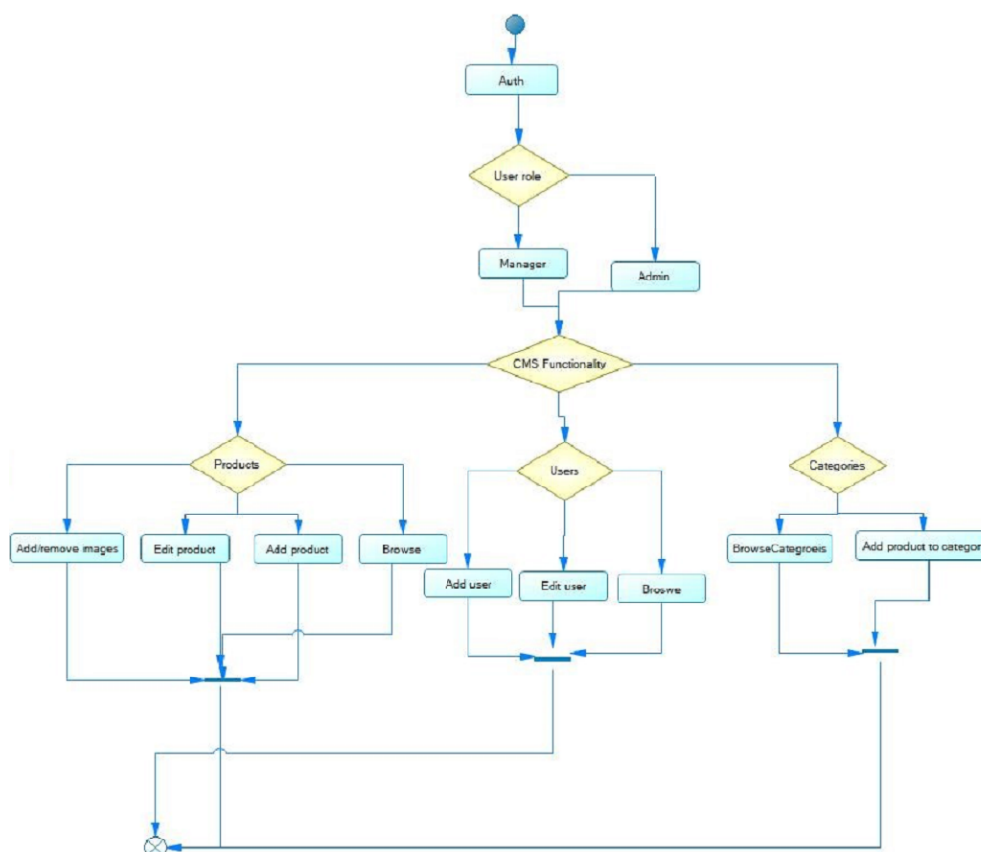 Auth
User role
Manager
Admin
CMS Functionality
Products
Users
Categories
Add/remove images
Edit product
Add product
Browse
BrowseCategroeis
Add product to categor
Add user
Edit user
Broswe